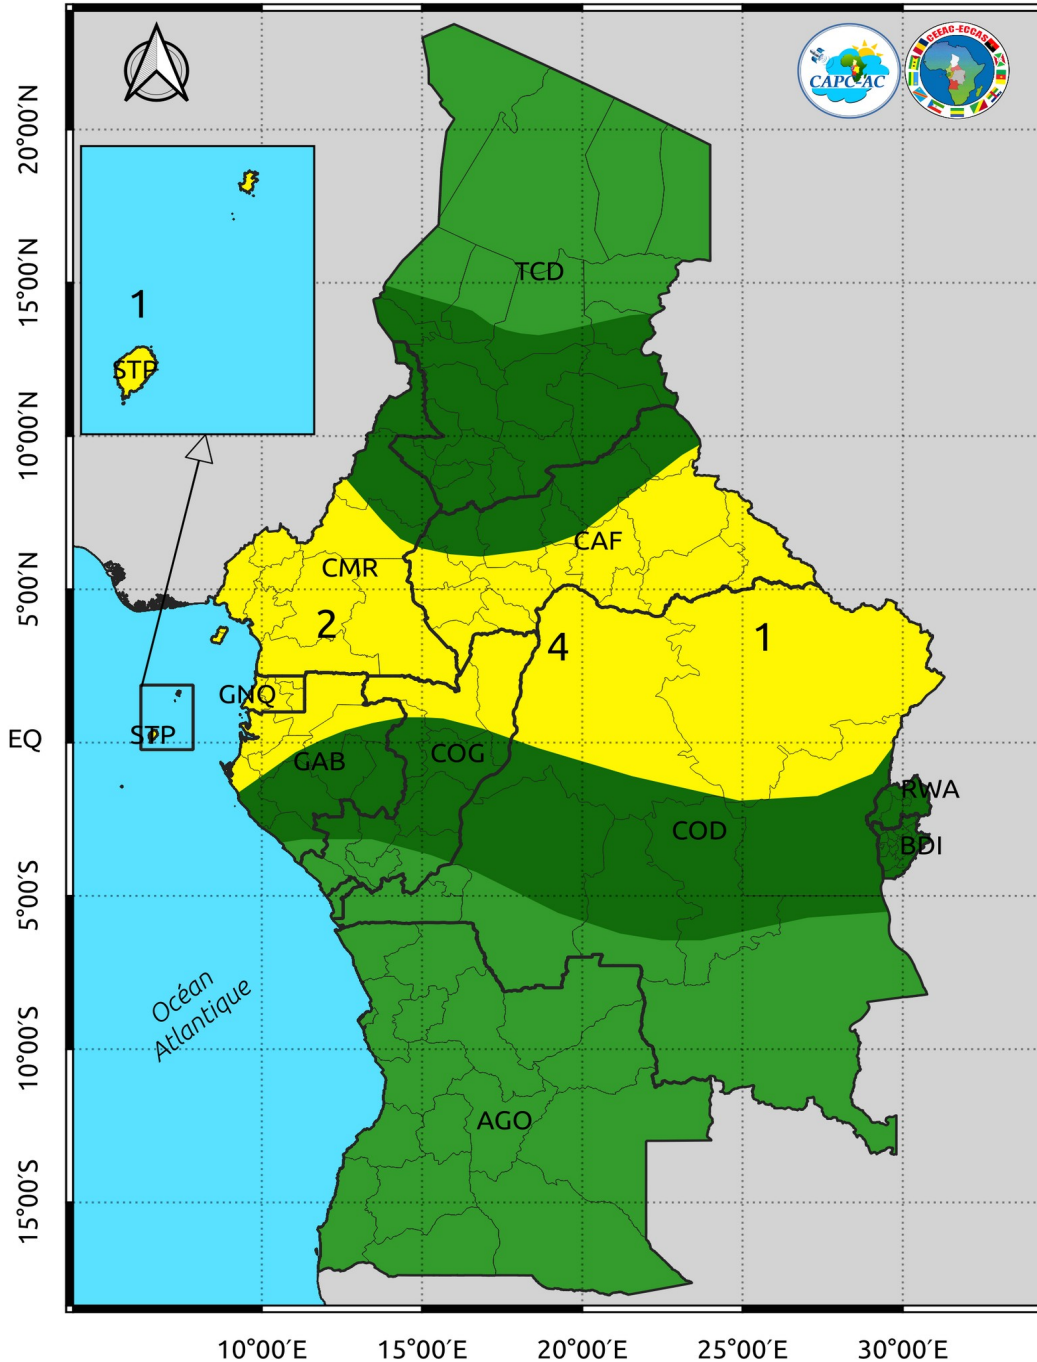 CAPC-AC
CEEAC-ECCAS
20°00′N
15°00′N
10°00′N
5°00′N
EQ
5°00′S
10°00′S
15°00′S
1
STP
TCD
CAF
CMR
2
4
1
GNQ
STP
GAB
COG
COD
RWA
BDI
Océan
Atlantique
AGO
10°00′E
15°00′E
20°00′E
25°00′E
30°00′E